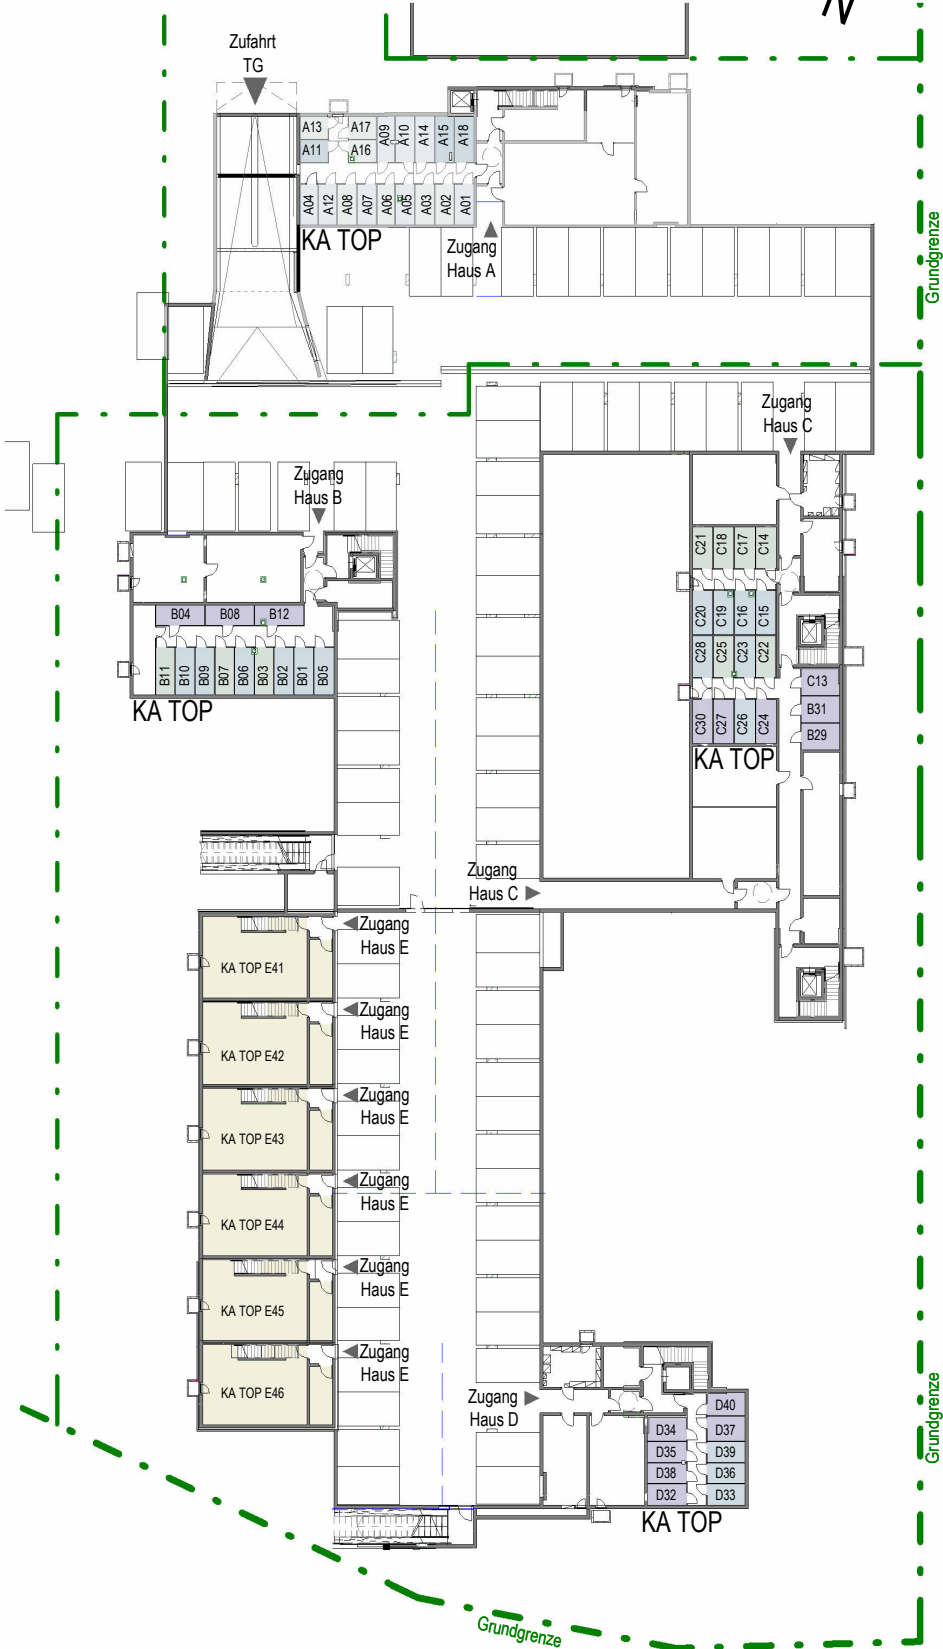 N
Zufahrt
TG
A13
A17
A11
A16
A09
A10
A14
A15
A18
A04
A12
A08
A07
A06
A05
A03
A02
A01
KA TOP
Zugang
Haus A
Grundgrenze
Zugang
Haus C
Zugang
Haus B
C21
C18
C17
C14
C20
C19
C16
C15
C28
C25
C23
C22
C30
C27
C26
C24
C13
B31
B29
KA TOP
B04
B08
B12
B11
B10
B09
B07
B06
B03
B02
B01
B05
KA TOP
Zugang
Haus C
Zugang
Haus E
KA TOP E41
Zugang
Haus E
KA TOP E42
Zugang
Haus E
KA TOP E43
Zugang
Haus E
KA TOP E44
Zugang
Haus E
KA TOP E45
Zugang
Haus E
KA TOP E46
Zugang
Haus D
D40
D34
D37
D35
D39
D38
D36
D32
D33
KA TOP
Grundgrenze
Grundgrenze